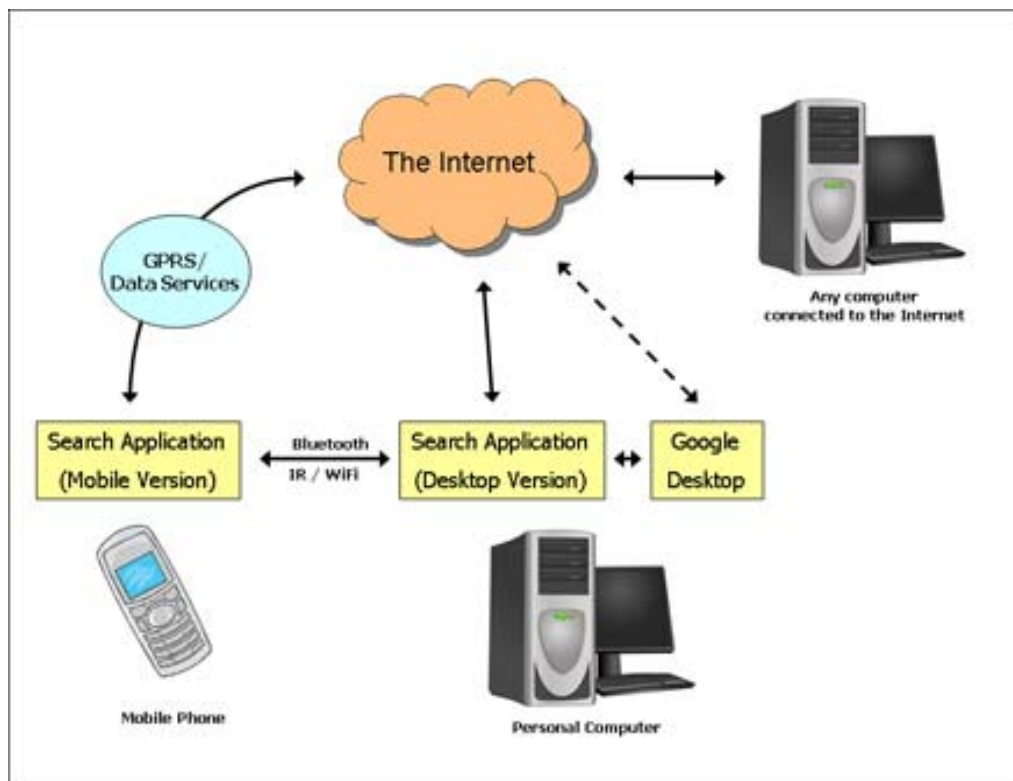 The Internet
GPRS/
Data Services
Any computer
connected to the Internet
Search Application
(Mobile Version)
Bluetooth
IR / WiFi
Search Application
(Desktop Version)
Google
Desktop
Mobile Phone
Personal Computer